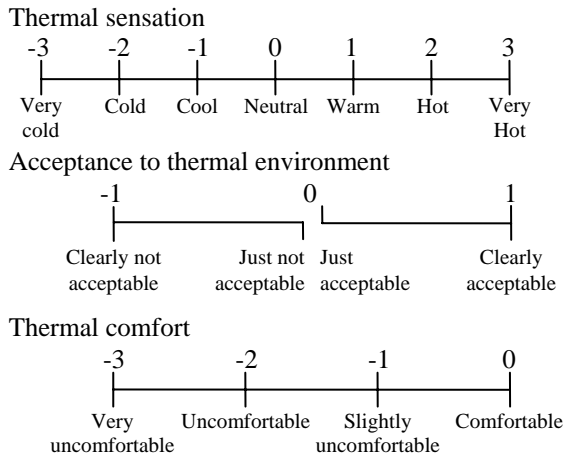 Thermal sensation
-3 -2 -1 0 1 2 3
Very cold Cold Cool Neutral Warm Hot Very Hot
Acceptance to thermal environment
-1 0 1
Clearly not acceptable Just not acceptable Just acceptable Clearly acceptable
Thermal comfort
-3 -2 -1 0
Very uncomfortable Uncomfortable Slightly uncomfortable Comfortable